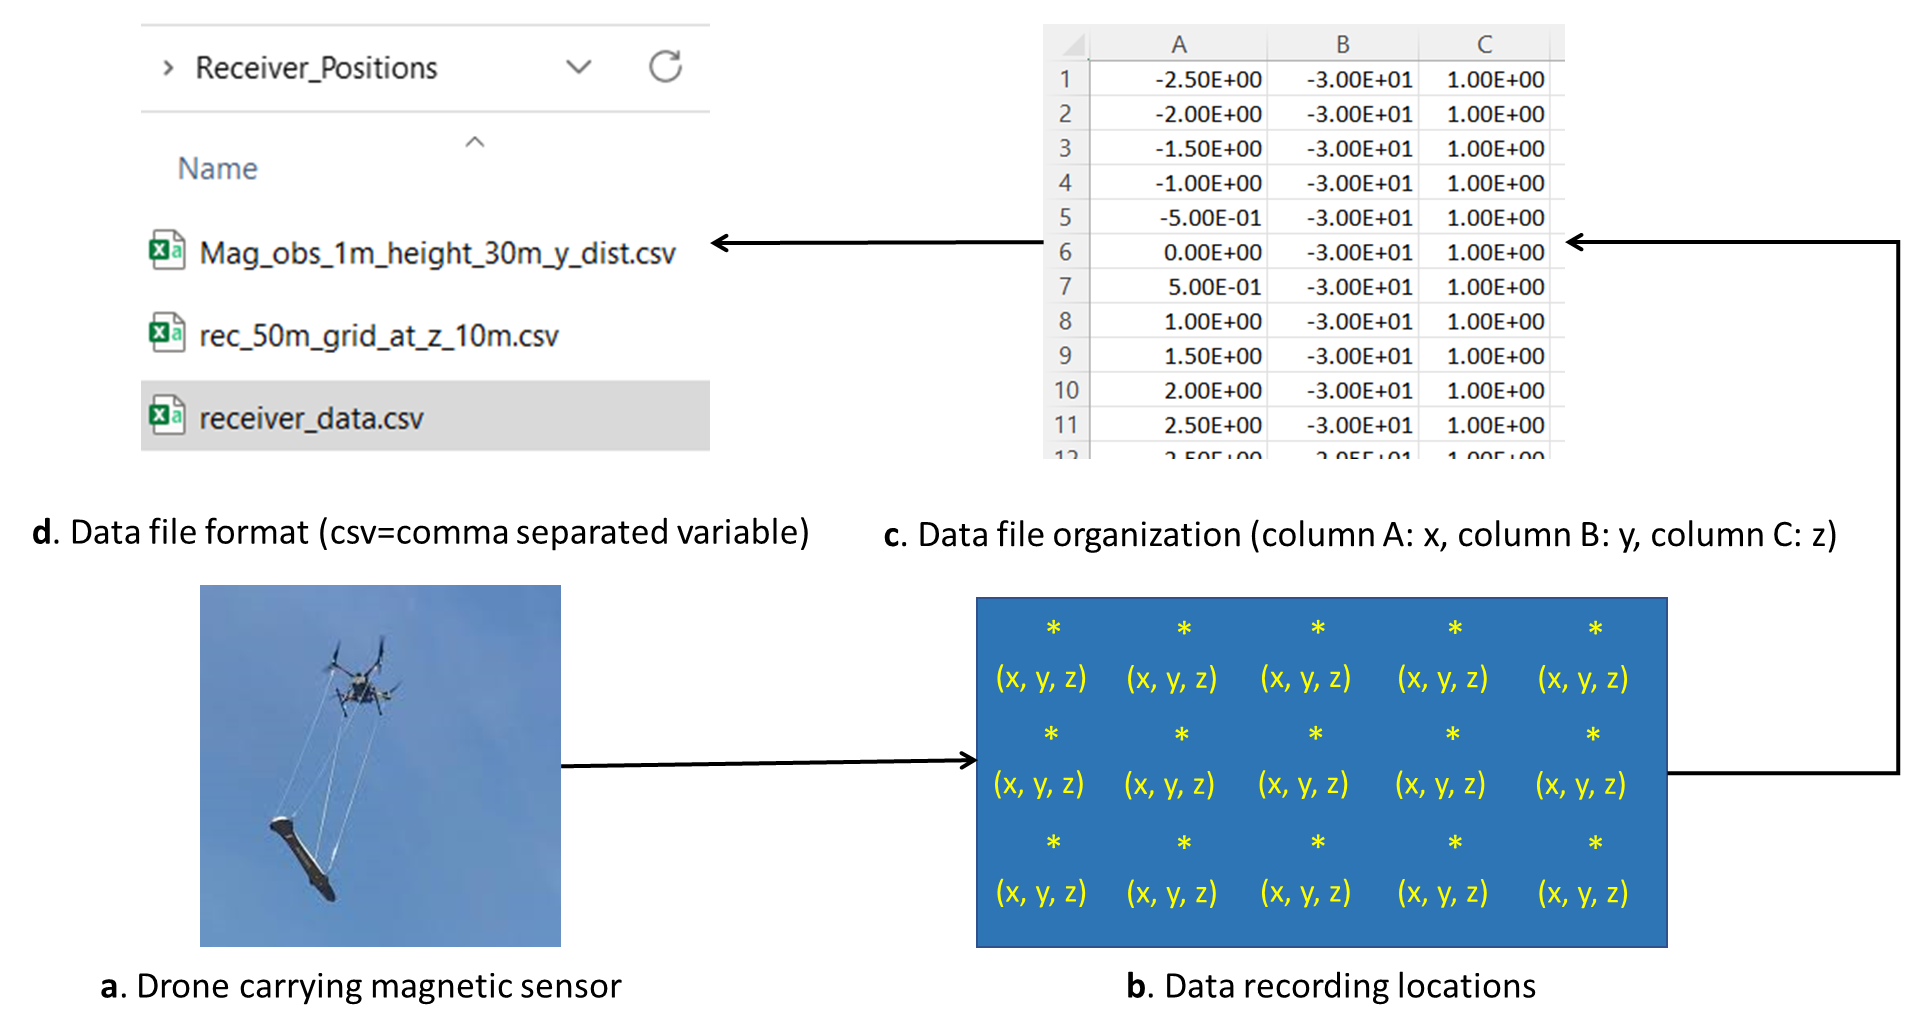 Receiver_Positions
Name
Mag_obs_1m_height_30m_y_dist.csv
rec_50m_grid_at_z_10m.csv
receiver_data.csv
d. Data file format (csv=comma separated variable)
A B C
1 -2.50E+00 -3.00E+01 1.00E+00
2 -2.00E+00 -3.00E+01 1.00E+00
3 -1.50E+00 -3.00E+01 1.00E+00
4 -1.00E+00 -3.00E+01 1.00E+00
5 -5.00E-01 -3.00E+01 1.00E+00
6 0.00E+00 -3.00E+01 1.00E+00
7 5.00E-01 -3.00E+01 1.00E+00
8 1.00E+00 -3.00E+01 1.00E+00
9 1.50E+00 -3.00E+01 1.00E+00
10 2.00E+00 -3.00E+01 1.00E+00
11 2.50E+00 -3.00E+01 1.00E+00
c. Data file organization (column A: x, column B: y, column C: z)
a. Drone carrying magnetic sensor
* * * * *
(x, y, z) (x, y, z) (x, y, z) (x, y, z) (x, y, z)
* * * * *
(x, y, z) (x, y, z) (x, y, z) (x, y, z) (x, y, z)
* * * * *
(x, y, z) (x, y, z) (x, y, z) (x, y, z) (x, y, z)
b. Data recording locations